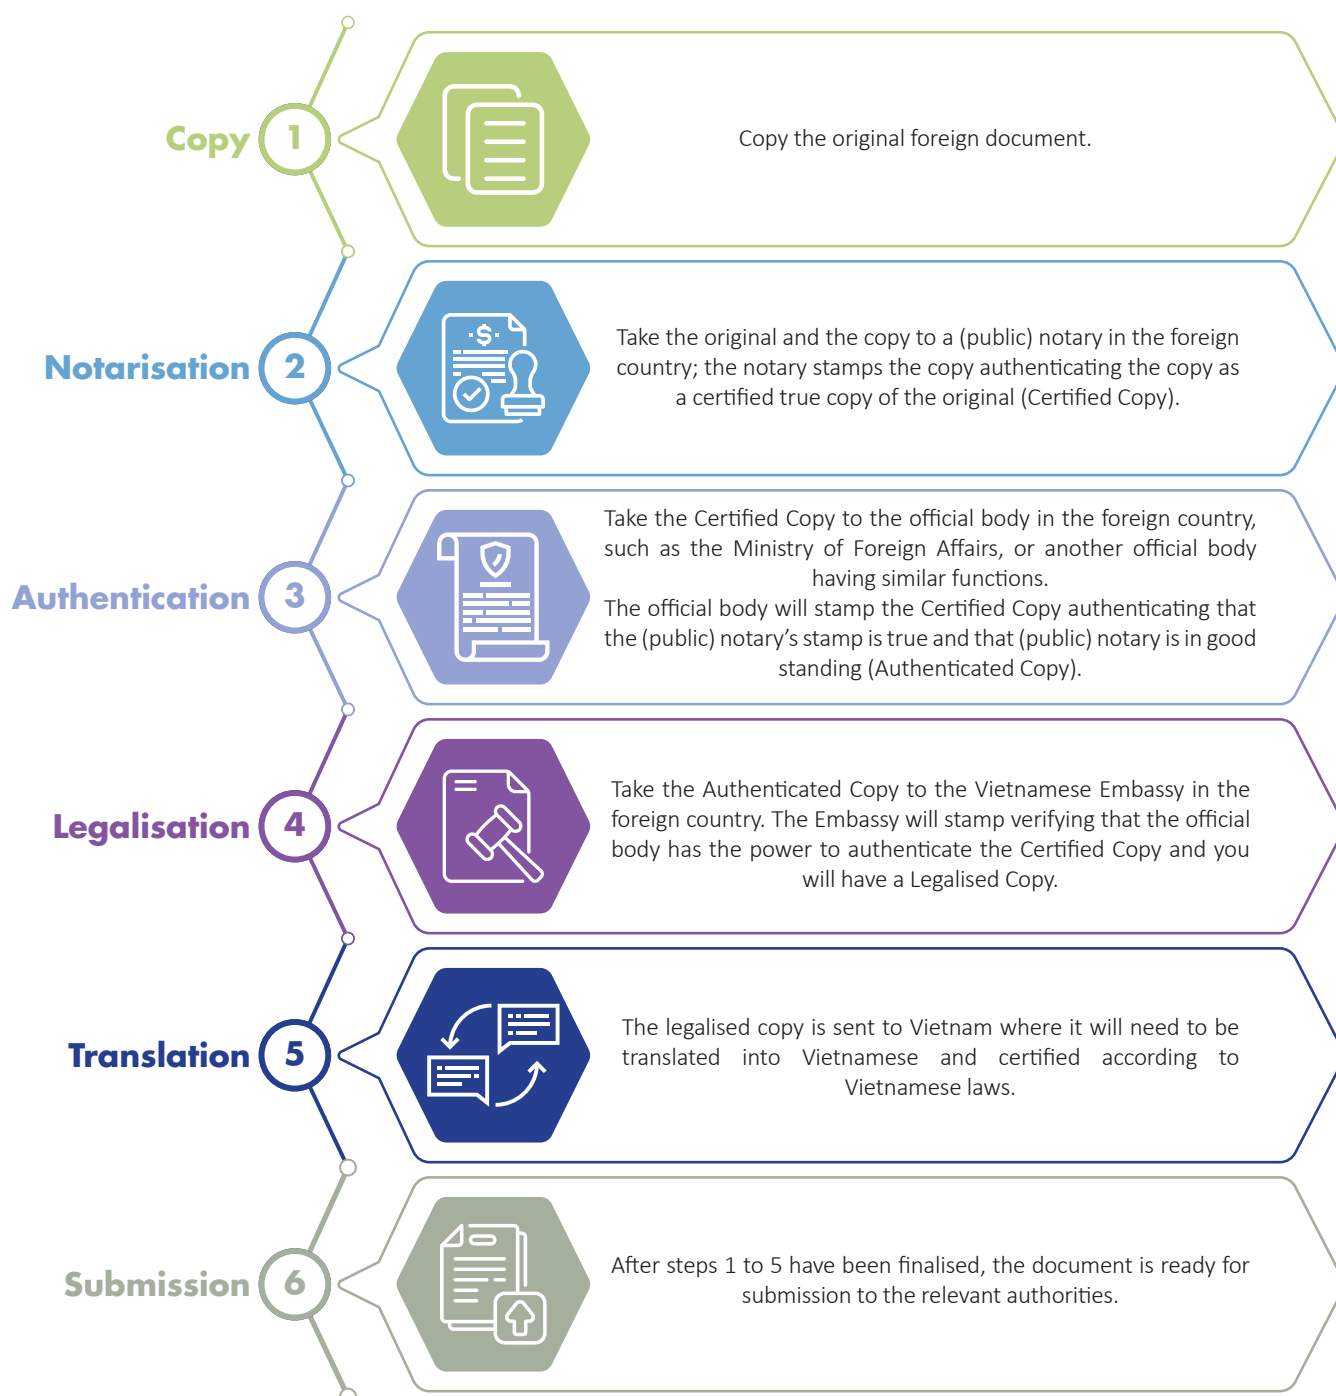 Copy
1
Copy the original foreign document.
Notarisation
2
$
Take the original and the copy to a (public) notary in the foreign
country; the notary stamps the copy authenticating the copy as
a certified true copy of the original (Certified Copy).
Authentication
3
Take the Certified Copy to the official body in the foreign country,
such as the Ministry of Foreign Affairs, or another official body
having similar functions.
The official body will stamp the Certified Copy authenticating that
the (public) notary’s stamp is true and that (public) notary is in good
standing (Authenticated Copy).
Legalisation
4
Take the Authenticated Copy to the Vietnamese Embassy in the
foreign country. The Embassy will stamp verifying that the official
body has the power to authenticate the Certified Copy and you
will have a Legalised Copy.
Translation
5
The legalised copy is sent to Vietnam where it will need to be
translated into Vietnamese and certified according to
Vietnamese laws.
Submission
6
After steps 1 to 5 have been finalised, the document is ready for
submission to the relevant authorities.